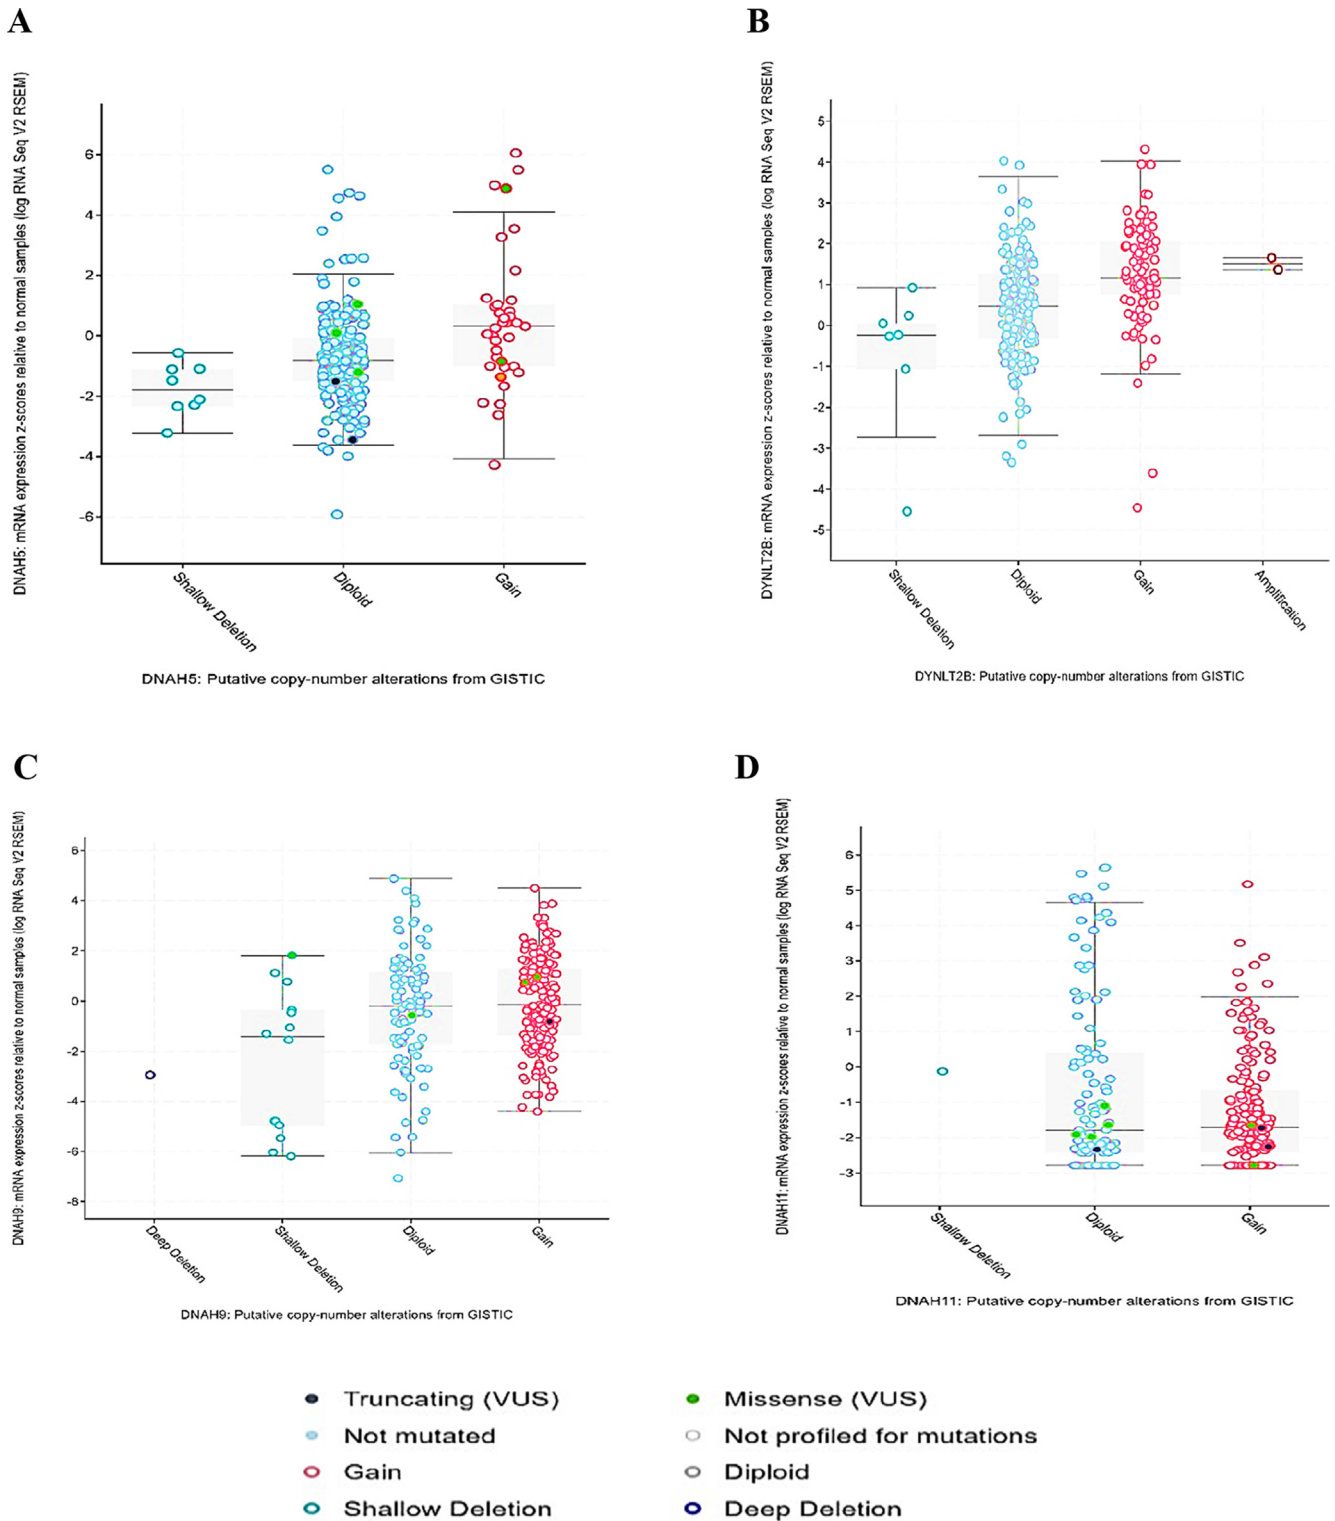 A
DNAH5: mRNA expression z-scores relative to normal samples (log RNA Seq V2 RSEM)
6
4
2
0
-2
-4
-6
Shallow Deletion
Diploid
Gain
DNAH5: Putative copy-number alterations from GISTIC
B
DYNLT2B: mRNA expression z-scores relative to normal samples (log RNA Seq V2 RSEM)
5
4
3
2
1
0
-1
-2
-3
-4
-5
Shallow Deletion
Diploid
Gain
Amplification
DYNLT2B: Putative copy-number alterations from GISTIC
C
DNAH9: mRNA expression z-scores relative to normal samples (log RNA Seq V2 RSEM)
6
4
2
0
-2
-4
-6
-8
Deep Deletion
Shallow Deletion
Diploid
Gain
DNAH9: Putative copy-number alterations from GISTIC
D
DNAH11: mRNA expression z-scores relative to normal samples (log RNA Seq V2 RSEM)
6
5
4
3
2
1
0
-1
-2
-3
Shallow Deletion
Diploid
Gain
DNAH11: Putative copy-number alterations from GISTIC
Truncating (VUS)
Missense (VUS)
Not mutated
Not profiled for mutations
Gain
Diploid
Shallow Deletion
Deep Deletion